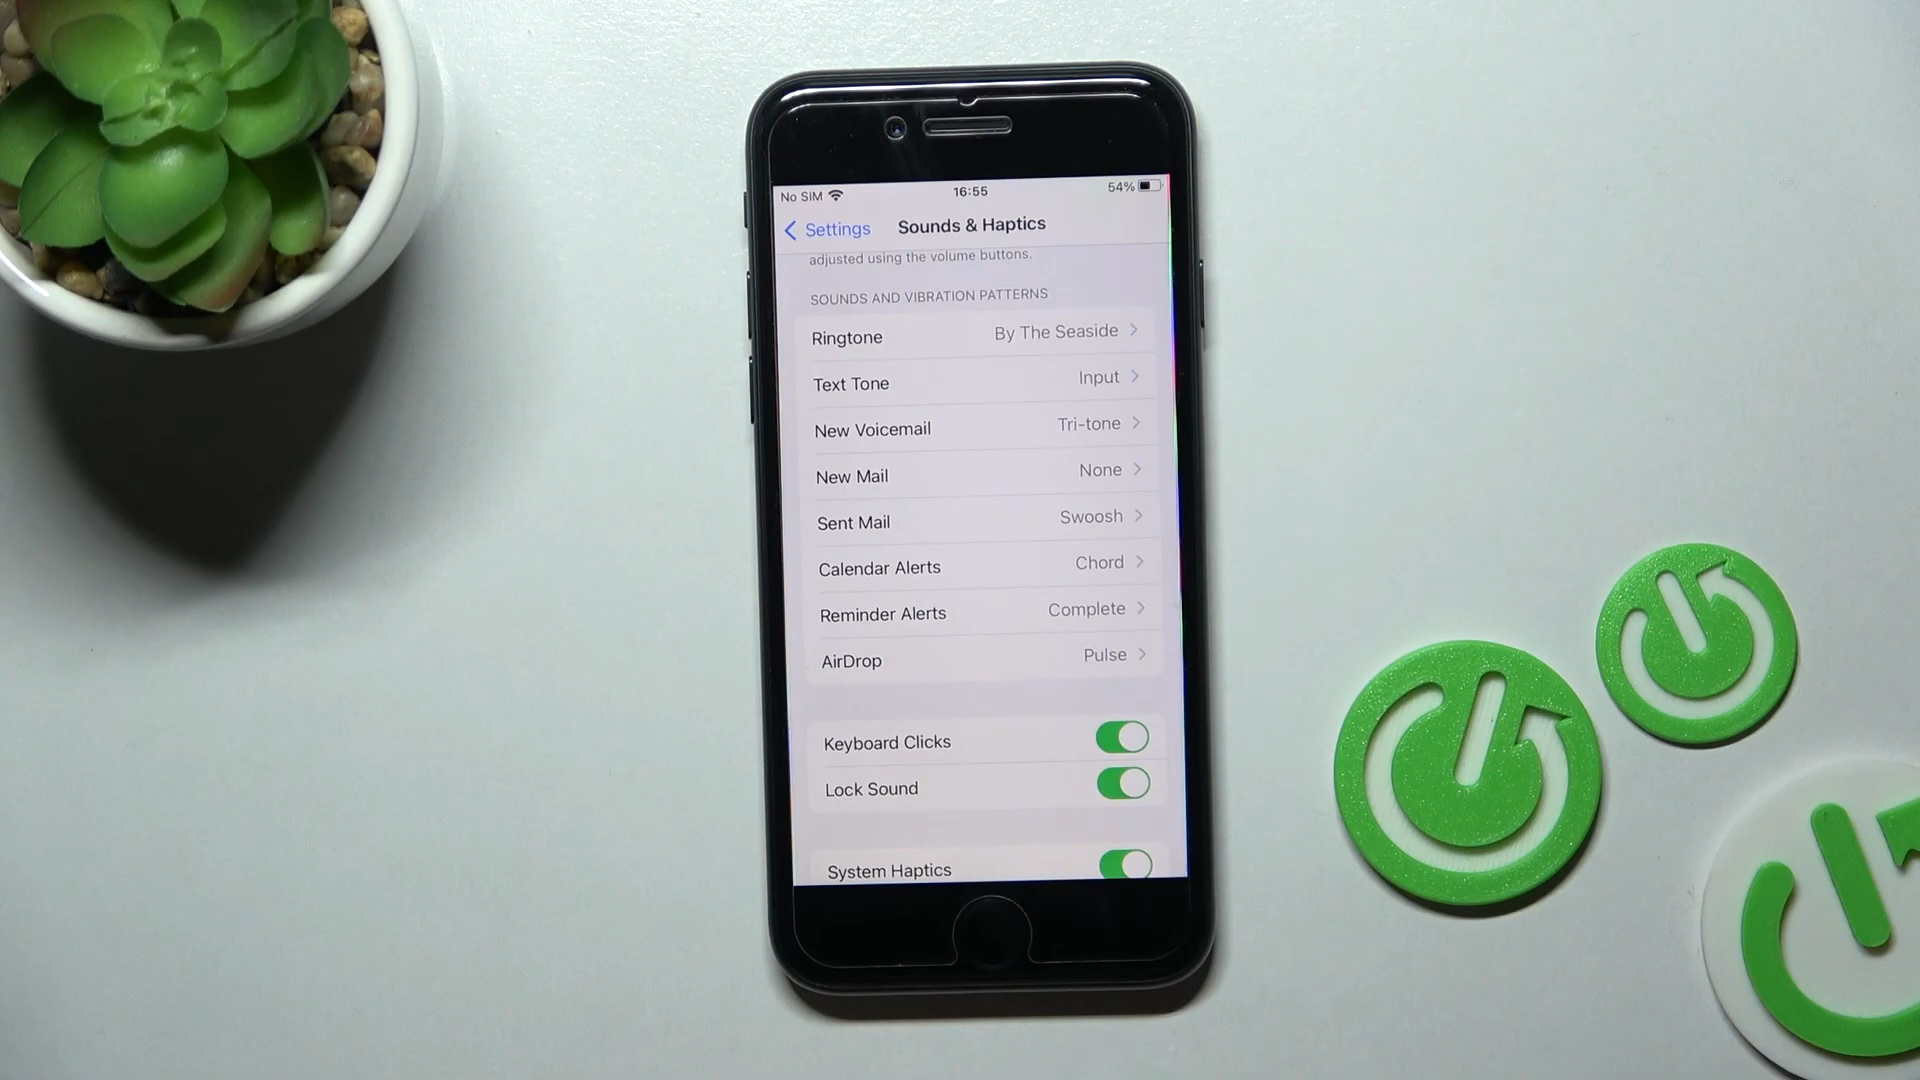 No SIM 16:55 54%
Settings Sounds & Haptics
adjusted using the volume buttons.
SOUNDS AND VIBRATION PATTERNS
Ringtone By The Seaside
Text Tone Input
New Voicemail Tri-tone
New Mail None
Sent Mail Swoosh
Calendar Alerts Chord
Reminder Alerts Complete
AirDrop Pulse
Keyboard Clicks
Lock Sound
System Haptics